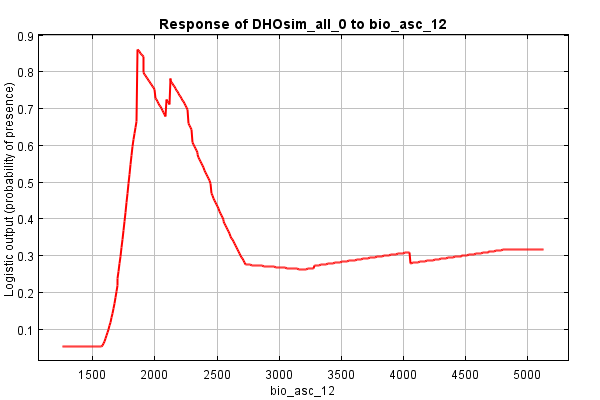 Response of DHOsim_all_0 to bio_asc_12
Logistic output (probability of presence)
0.9
0.8
0.7
0.6
0.5
0.4
0.3
0.2
0.1
1500 2000 2500 3000 3500 4000 4500 5000
bio_asc_12